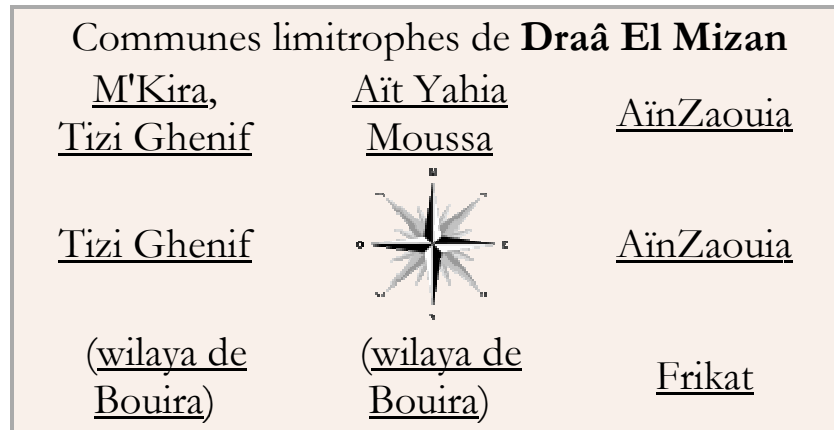 Communes limitrophes de Draâ El Mizan
M'Kira, Aït Yahia AïnZaouia
Tizi Ghenif Moussa
Tizi Ghenif O E AïnZaouia
(wilaya de (wilaya de Frikat
Bouira) Bouira)